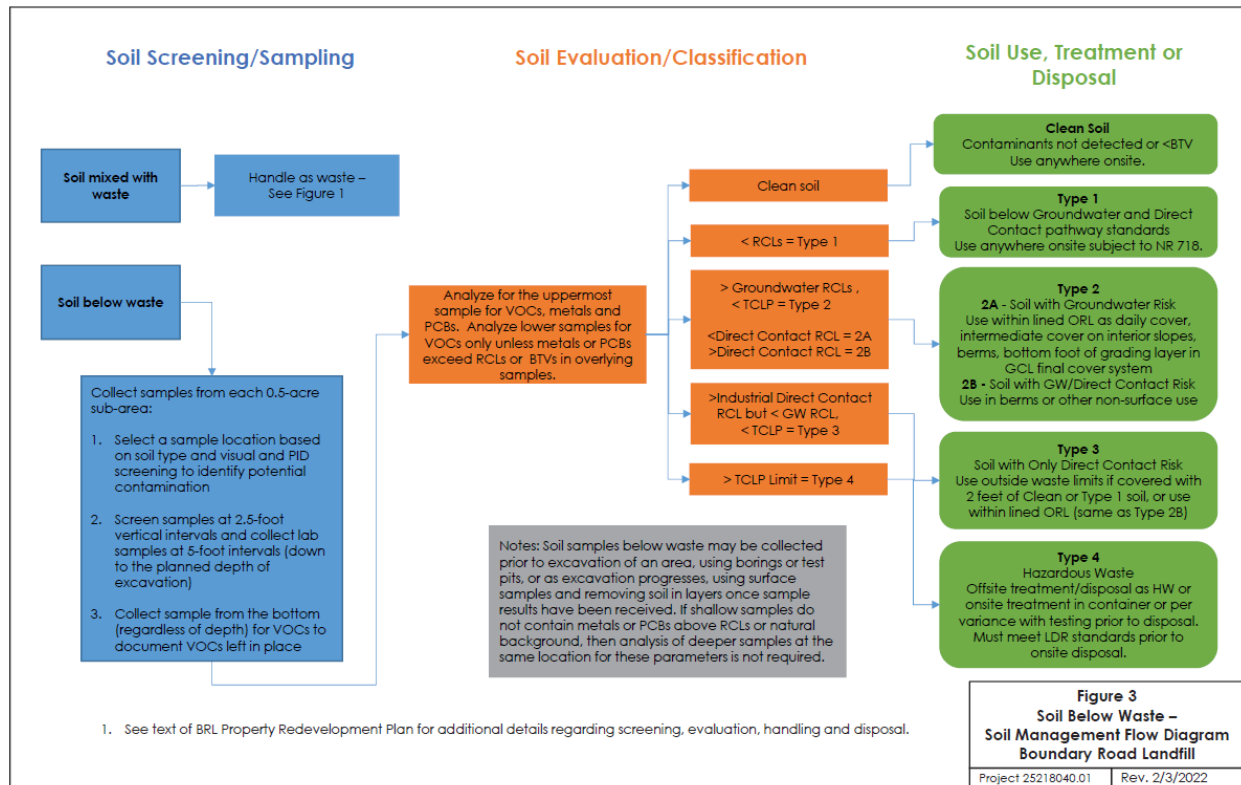 Soil Screening/Sampling
Soil Evaluation/Classification
Soil Use, Treatment or
Disposal
Soil mixed with
waste
Handle as waste –
See Figure 1
Soil below waste
Collect samples from each 0.5-acre
sub-area:
1. Select a sample location based
on soil type and visual and PID
screening to identify potential
contamination
2. Screen samples at 2.5-foot
vertical intervals and collect lab
samples at 5-foot intervals (down
to the planned depth of
excavation)
3. Collect sample from the bottom
(regardless of depth) for VOCs to
document VOCs left in place
Analyze for the uppermost
sample for VOCs, metals and
PCBs. Analyze lower samples for
VOCs only unless metals or PCBs
exceed RCLs or BTVs in overlying
samples.
Clean soil
< RCLs = Type 1
> Groundwater RCLs ,
< TCLP = Type 2
<Direct Contact RCL = 2A
>Direct Contact RCL = 2B
>Industrial Direct Contact
RCL but < GW RCL,
< TCLP = Type 3
> TCLP Limit = Type 4
Notes: Soil samples below waste may be collected
prior to excavation of an area, using borings or test
pits, or as excavation progresses, using surface
samples and removing soil in layers once sample
results have been received. If shallow samples do
not contain metals or PCBs above RCLs or natural
background, then analysis of deeper samples at the
same location for these parameters is not required.
Clean Soil
Contaminants not detected or <BTV
Use anywhere onsite.
Type 1
Soil below Groundwater and Direct
Contact pathway standards
Use anywhere onsite subject to NR 718.
Type 2
2A - Soil with Groundwater Risk
Use within lined ORL as daily cover,
intermediate cover on interior slopes,
berms, bottom foot of grading layer in
GCL final cover system
2B - Soil with GW/Direct Contact Risk
Use in berms or other non-surface use
Type 3
Soil with Only Direct Contact Risk
Use outside waste limits if covered with
2 feet of Clean or Type 1 soil, or use
within lined ORL (same as Type 2B)
Type 4
Hazardous Waste
Offsite treatment/disposal as HW or
onsite treatment in container or per
variance with testing prior to disposal.
Must meet LDR standards prior to
onsite disposal.
1. See text of BRL Property Redevelopment Plan for additional details regarding screening, evaluation, handling and disposal.
Figure 3
Soil Below Waste –
Soil Management Flow Diagram
Boundary Road Landfill
Project 25218040.01
Rev. 2/3/2022